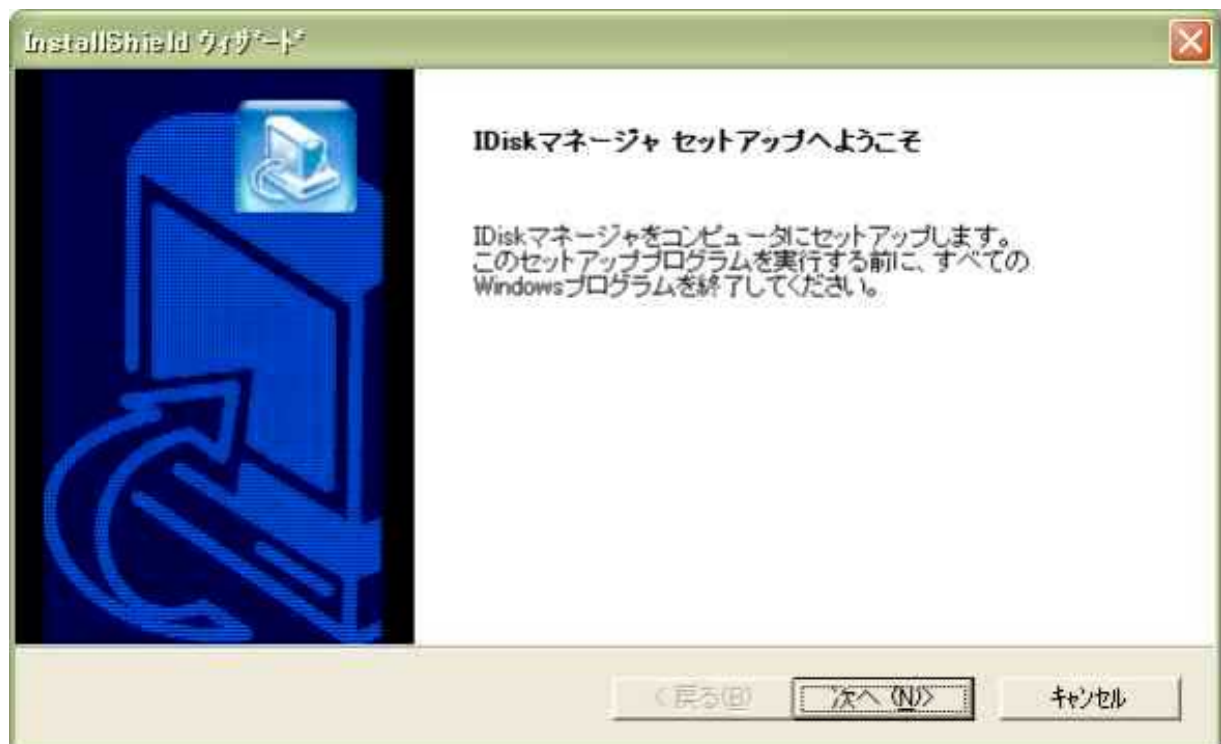 InstallShield ウィザード
IDiskマネージャ セットアップへようこそ
IDiskマネージャをコンピュータにセットアップします。
このセットアッププログラムを実行する前に、すべての
Windowsプログラムを終了してください。
< 戻る(B)
次へ (N)>
キャンセル